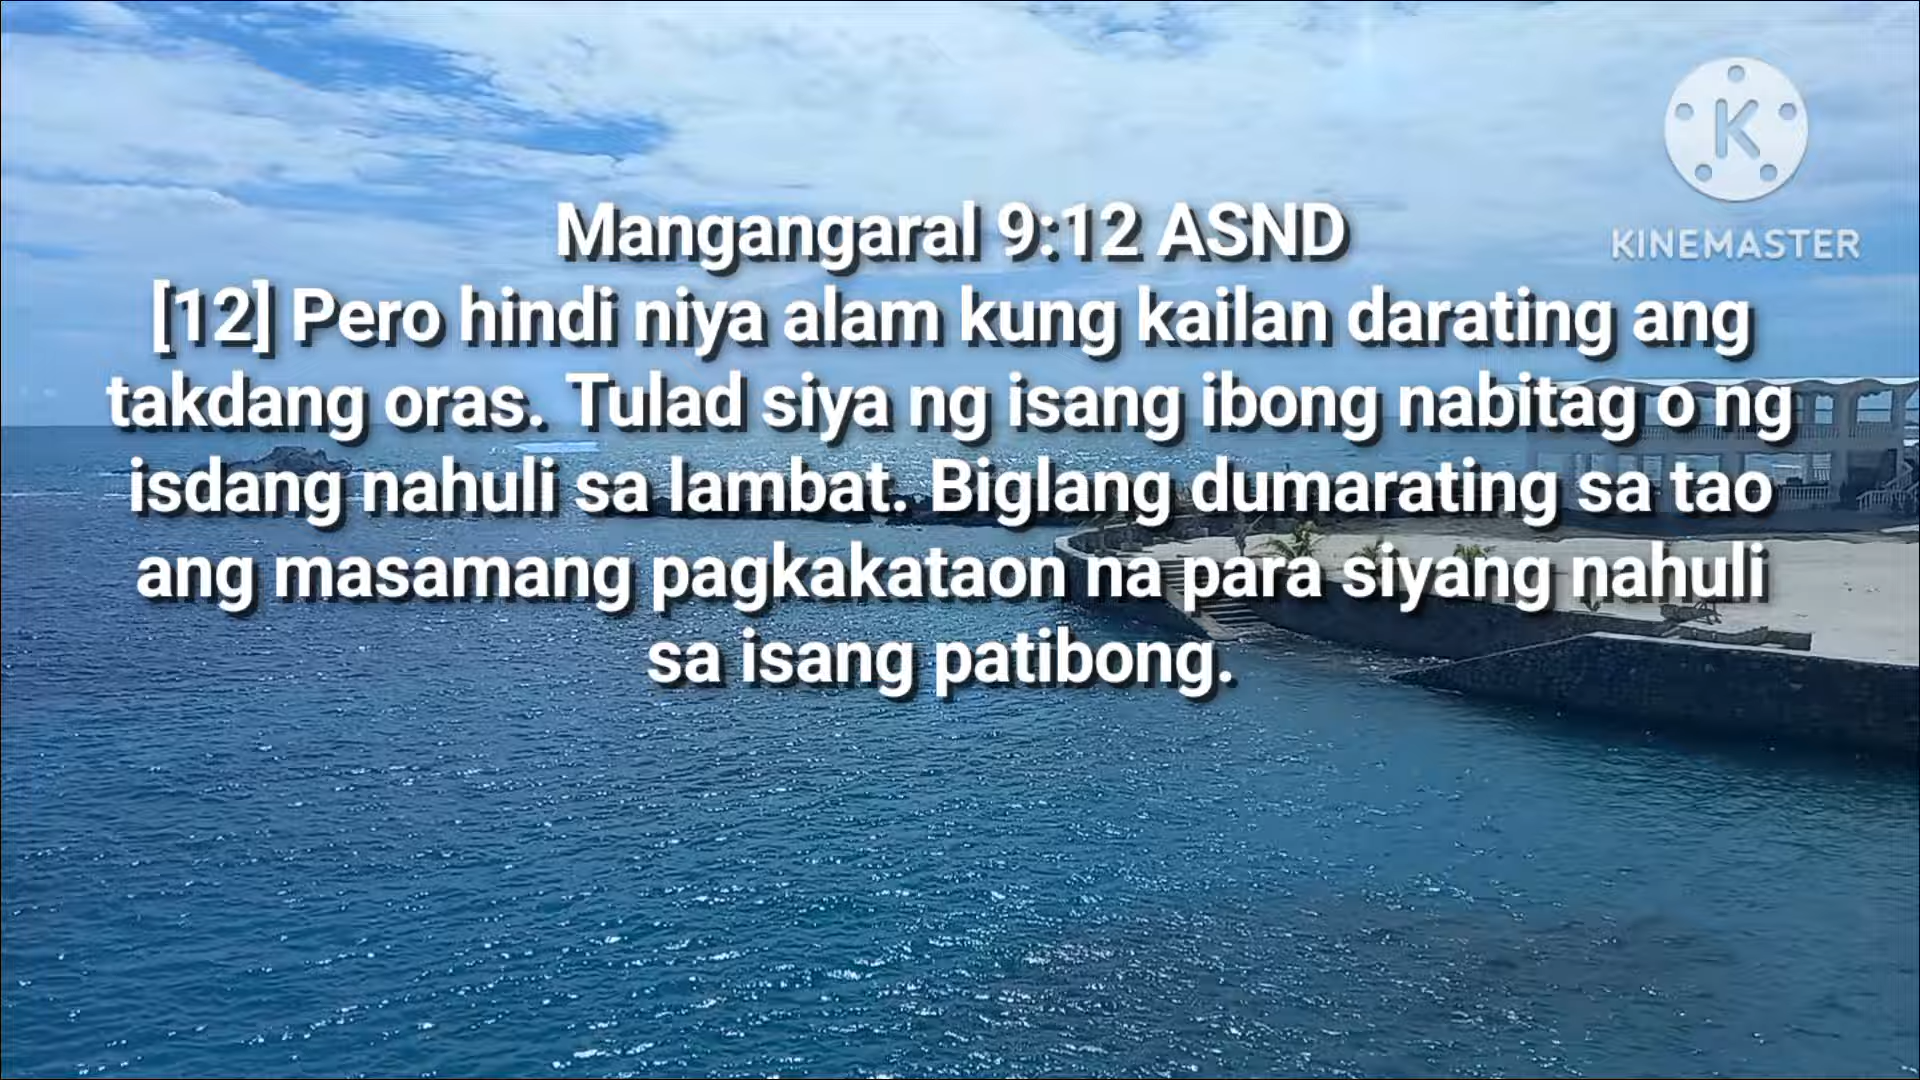 Mangangaral 9:12 ASND
[12] Pero hindi niya alam kung kailan darating ang
takdang oras. Tulad siya ng isang ibong nabitag o ng
isdang nahuli sa lambat. Biglang dumarating sa tao
ang masamang pagkakataon na para siyang nahuli
sa isang patibong.
K
KINEMASTER